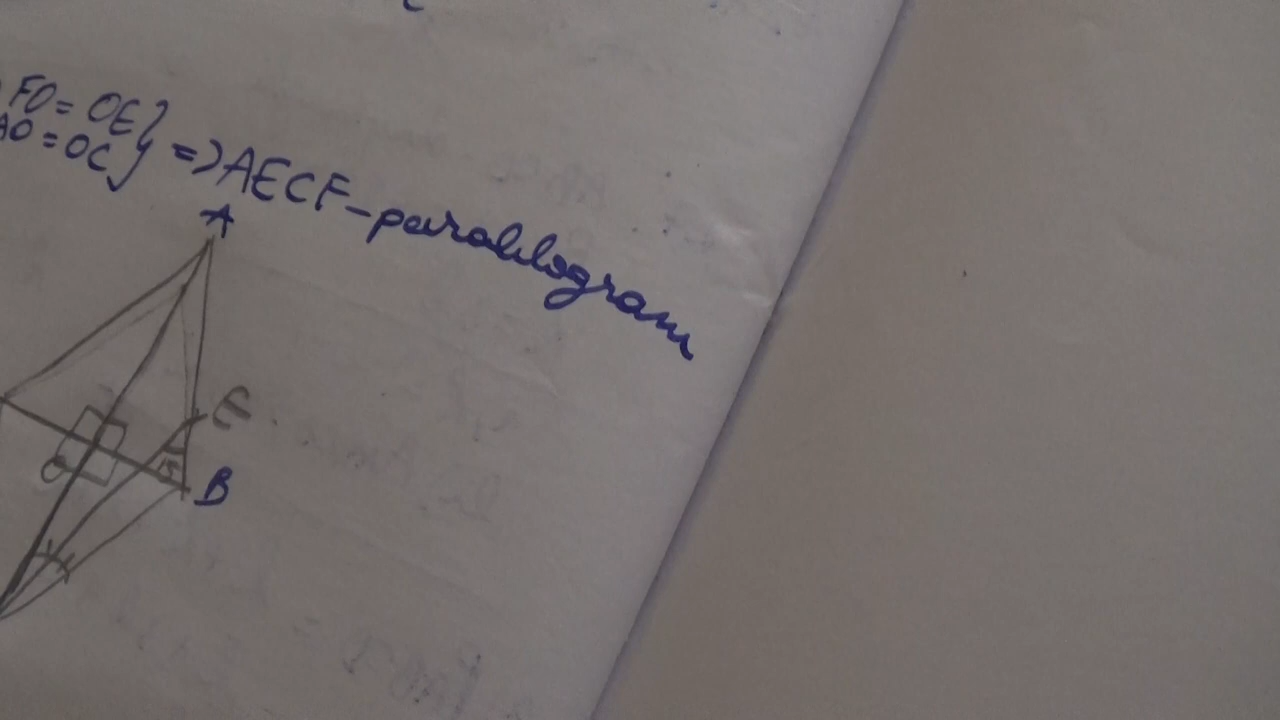 FO = OE }
AO = OC } => AECF - paralelogram
A
E
O
B